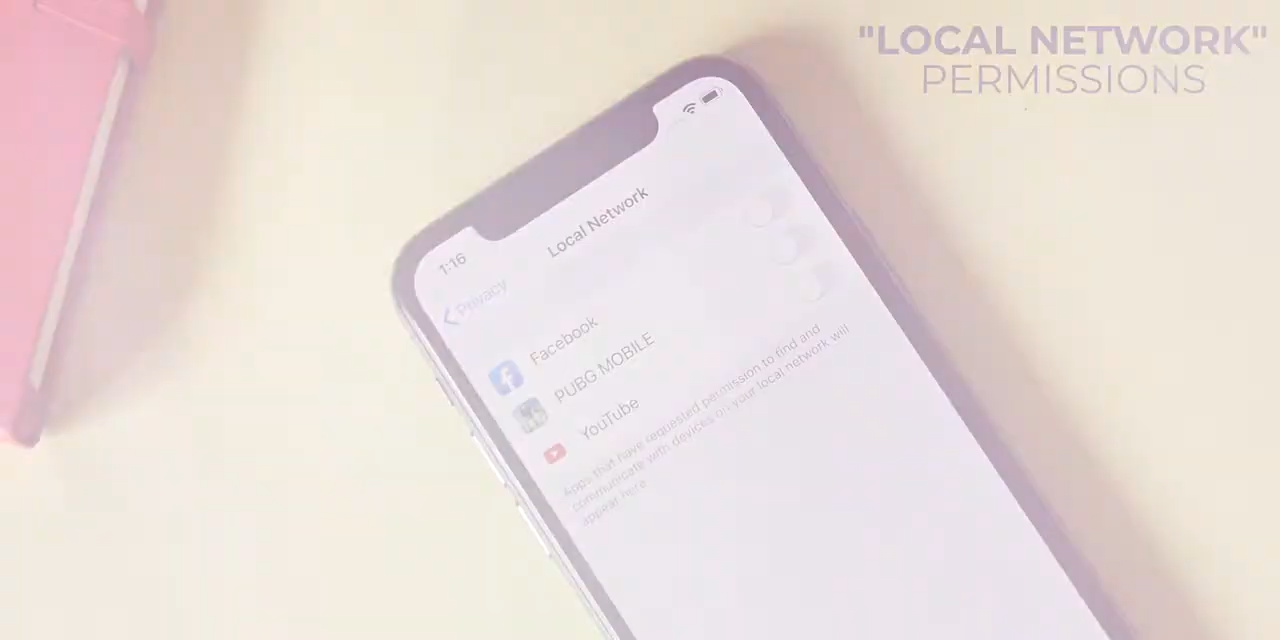 "LOCAL NETWORK"
PERMISSIONS
1:16
Privacy
Local Network
Facebook
PUBG MOBILE
YouTube
Apps that have requested permission to find and
communicate with devices on your local network will
appear here.